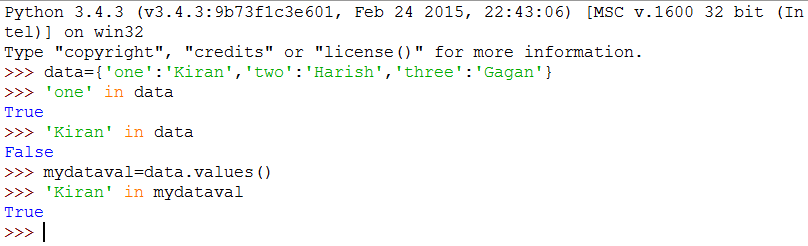 Python 3.4.3 (v3.4.3:9b73f1c3e601, Feb 24 2015, 22:43:06) [MSC v.1600 32 bit (In
tel)] on win32
Type "copyright", "credits" or "license()" for more information.
>>> data={'one':'Kiran','two':'Harish','three':'Gagan'}
>>> 'one' in data
True
>>> 'Kiran' in data
False
>>> mydataval=data.values()
>>> 'Kiran' in mydataval
True
>>>